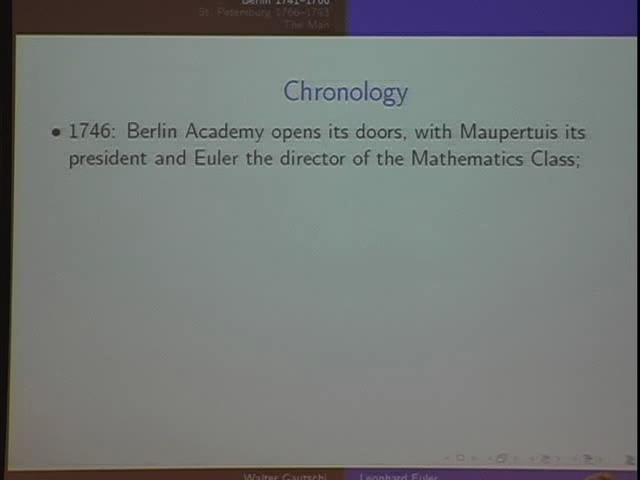 Berlin 1741–1766
St. Petersburg 1766–1783
The Man
Chronology
• 1746: Berlin Academy opens its doors, with Maupertuis its
president and Euler the director of the Mathematics Class;
Walter Gautschi Leonhard Euler